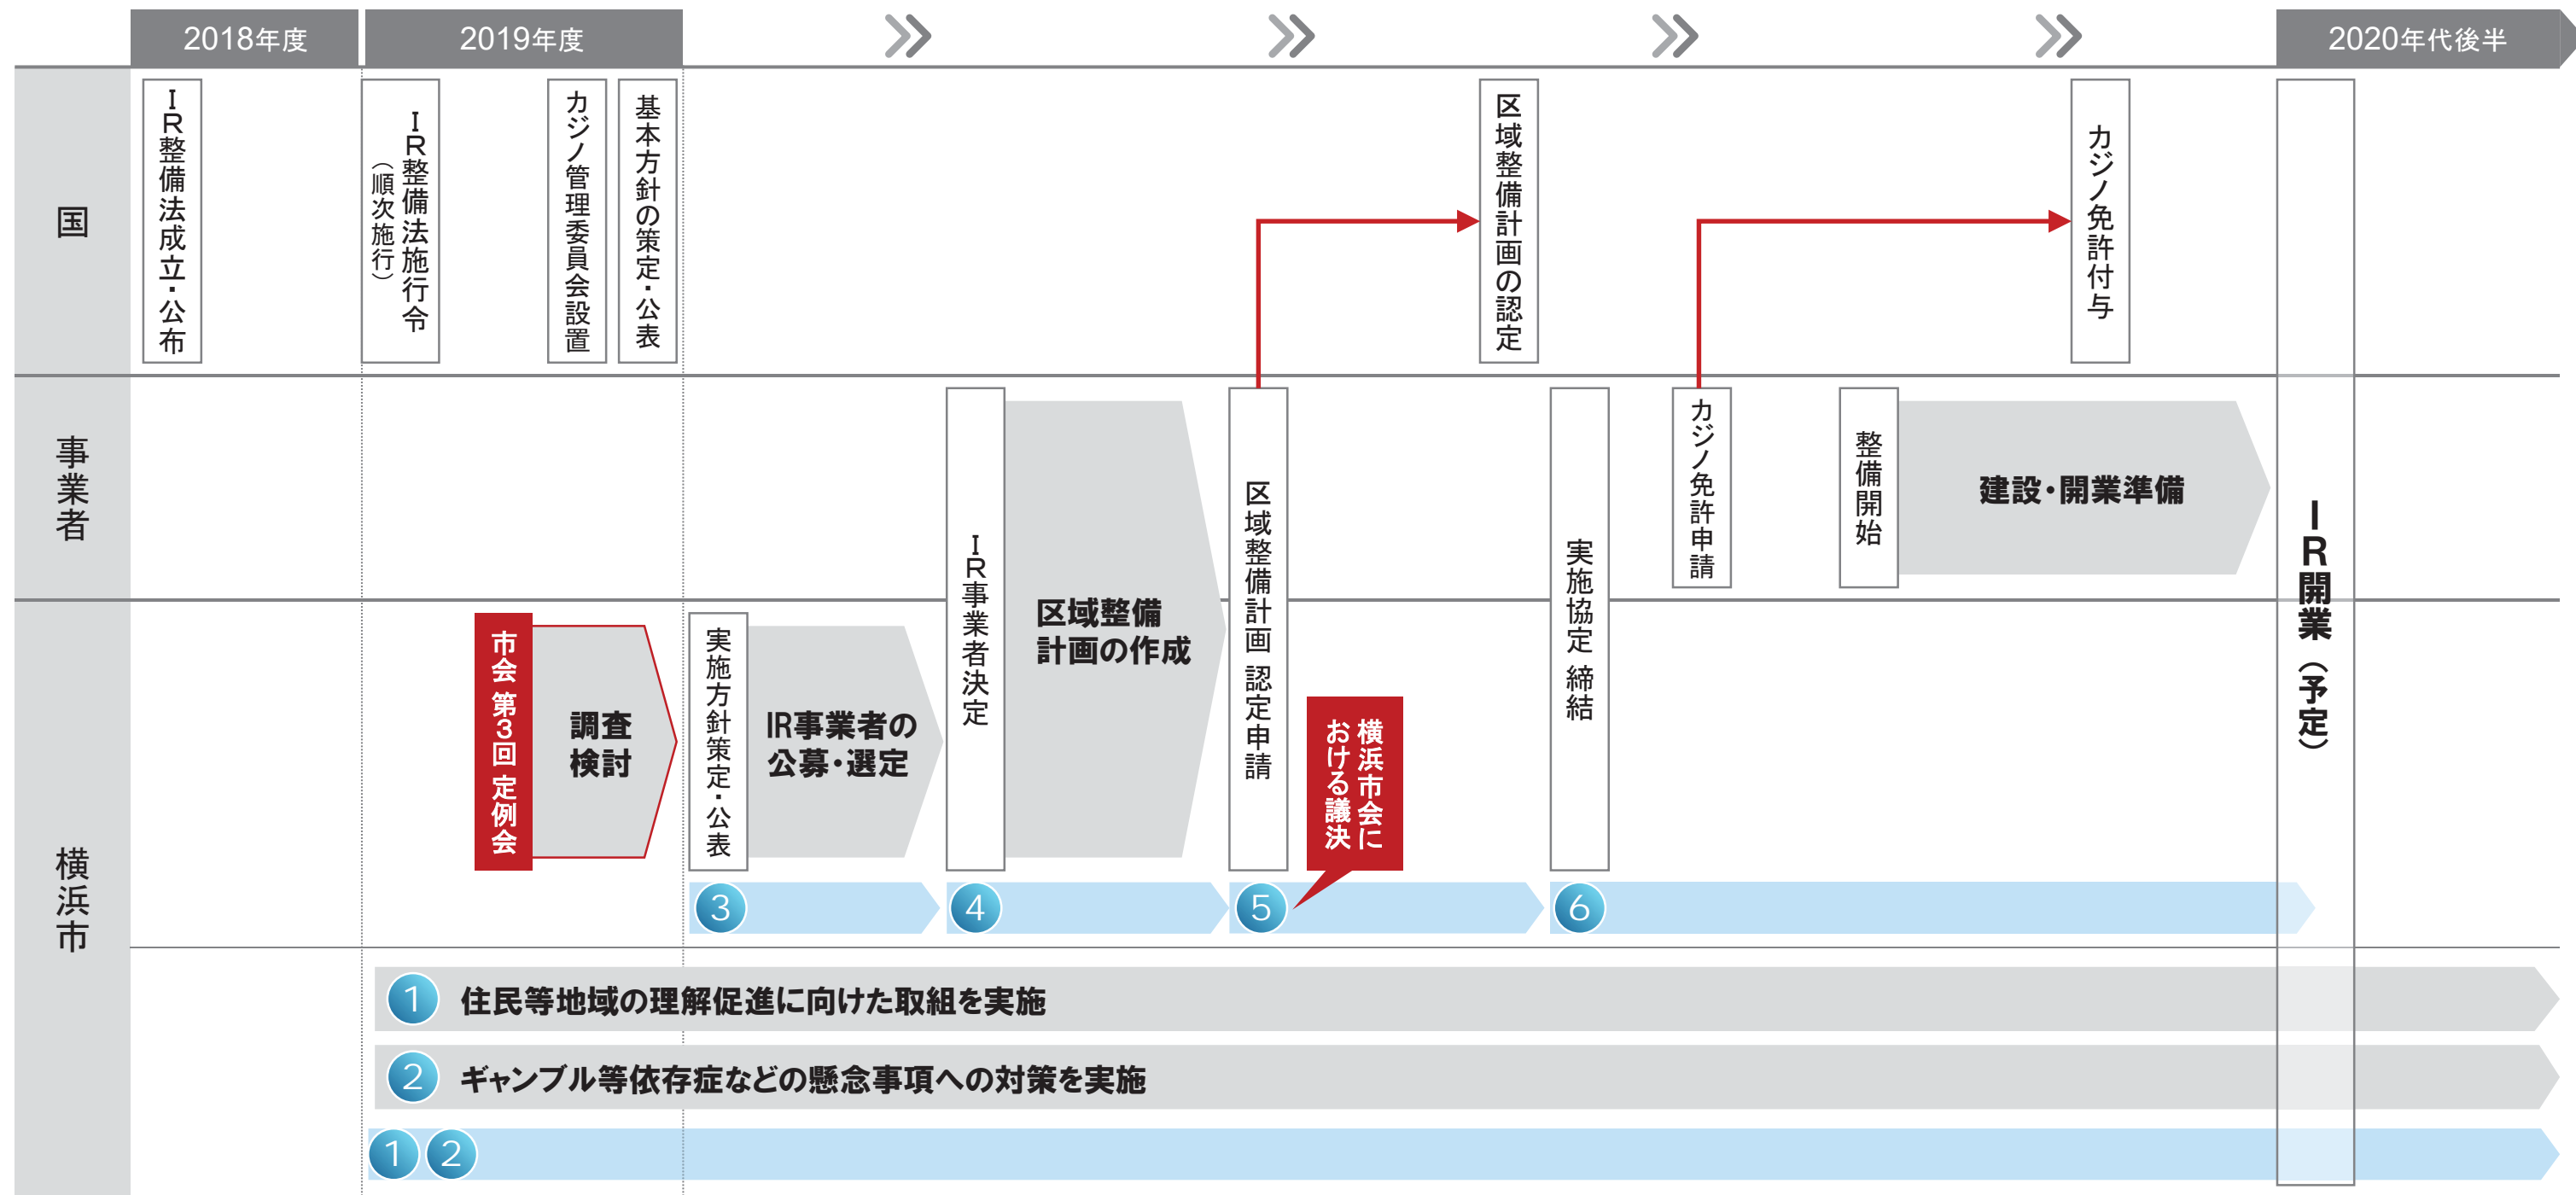 2018年度
2019年度
2020年代後半
国
IR整備法成立・公布
IR整備法施行令
（順次施行）
カジノ管理委員会設置
基本方針の策定・公表
区域整備計画の認定
カジノ免許付与
事業者
IR事業者決定
区域整備
計画の作成
区域整備計画 認定申請
実施協定 締結
カジノ免許申請
整備開始
建設・開業準備
IR開業（予定）
横浜市
市会 第3回 定例会
調査
検討
実施方針策定・公表
IR事業者の
公募・選定
横浜市会に
おける議決
3
4
5
6
1 住民等地域の理解促進に向けた取組を実施
2 ギャンブル等依存症などの懸念事項への対策を実施
1 2